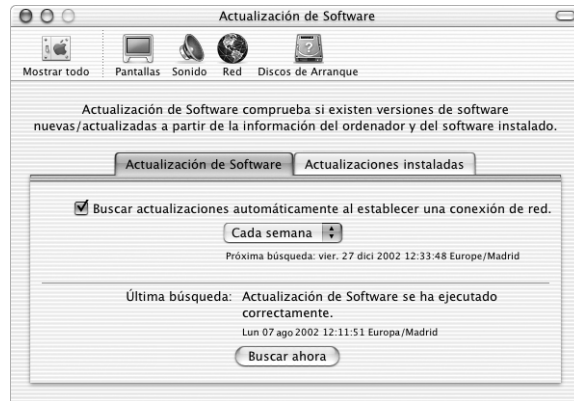 Actualización de Software
Mostrar todo Pantallas Sonido Red Discos de Arranque
Actualización de Software comprueba si existen versiones de software
nuevas/actualizadas a partir de la información del ordenador y del software instalado.
Actualización de Software Actualizaciones instaladas
Buscar actualizaciones automáticamente al establecer una conexión de red.
Cada semana
Próxima búsqueda: vier. 27 dici 2002 12:33:48 Europe/Madrid
Última búsqueda: Actualización de Software se ha ejecutado
correctamente.
Lun 07 ago 2002 12:11:51 Europa/Madrid
Buscar ahora